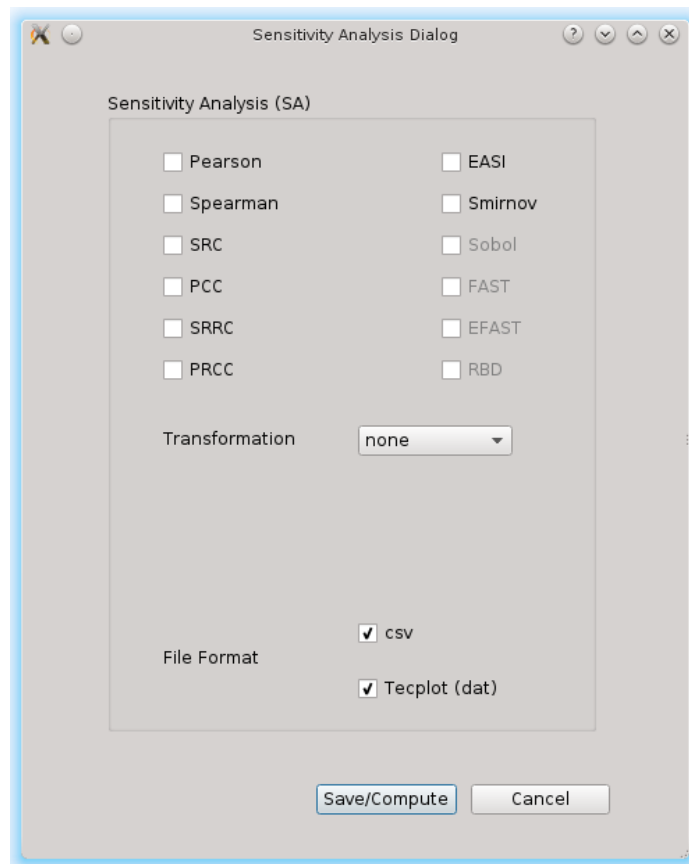 Sensitivity Analysis Dialog
Sensitivity Analysis (SA)
Pearson EASI
Spearman Smirnov
SRC Sobol
PCC FAST
SRRC EFAST
PRCC RBD
Transformation none
csv
File Format
Tecplot (dat)
Save/Compute Cancel